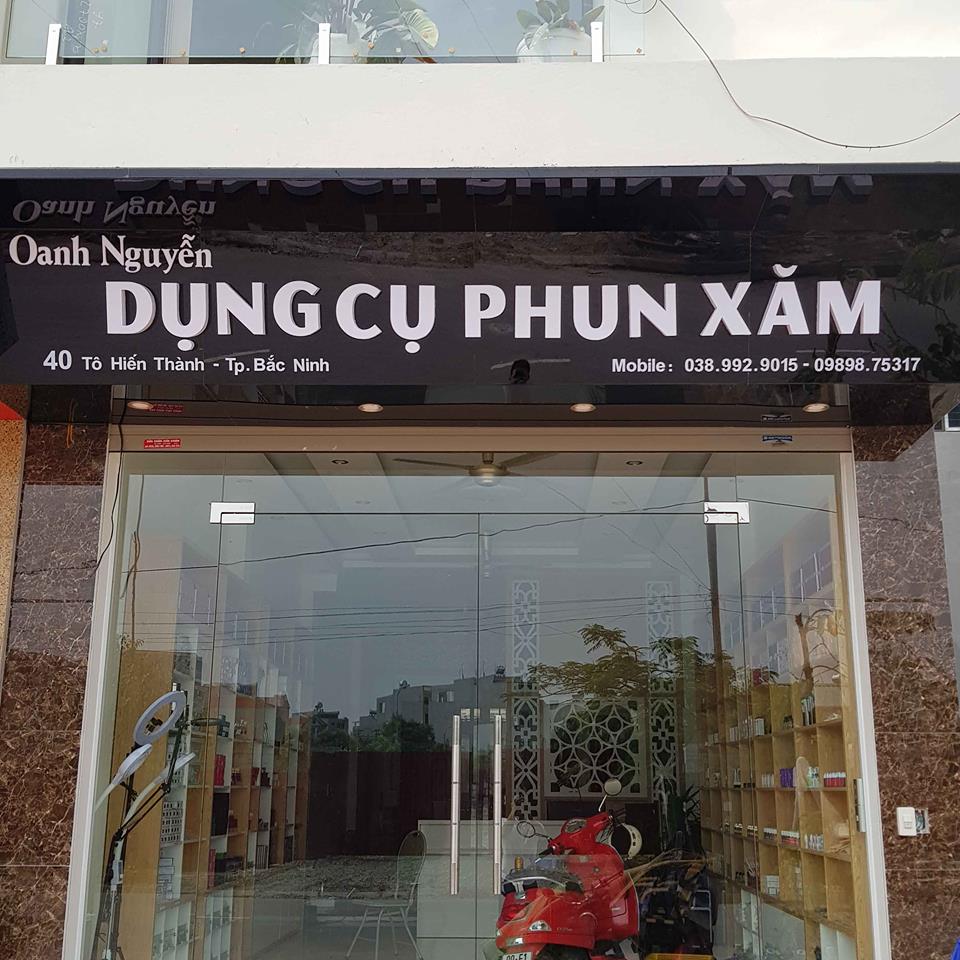 Oanh Nguyễn
DỤNG CỤ PHUN XĂM
40 Tô Hiến Thành - Tp. Bắc Ninh
Mobile: 038.992.9015 - 09898.75317